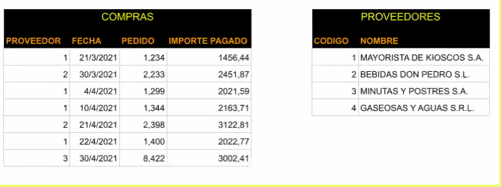 COMPRAS
PROVEEDOR FECHA PEDIDO IMPORTE PAGADO
1 21/3/2021 1,234 1456,44
2 30/3/2021 2,233 2451,87
1 4/4/2021 1,299 2021,59
1 10/4/2021 1,344 2163,71
2 21/4/2021 2,398 3122,81
1 22/4/2021 1,400 2022,77
3 30/4/2021 8,422 3002,41
PROVEEDORES
CODIGO NOMBRE
1 MAYORISTA DE KIOSCOS S.A.
2 BEBIDAS DON PEDRO S.L.
3 MINUTAS Y POSTRES S.A.
4 GASEOSAS Y AGUAS S.R.L.